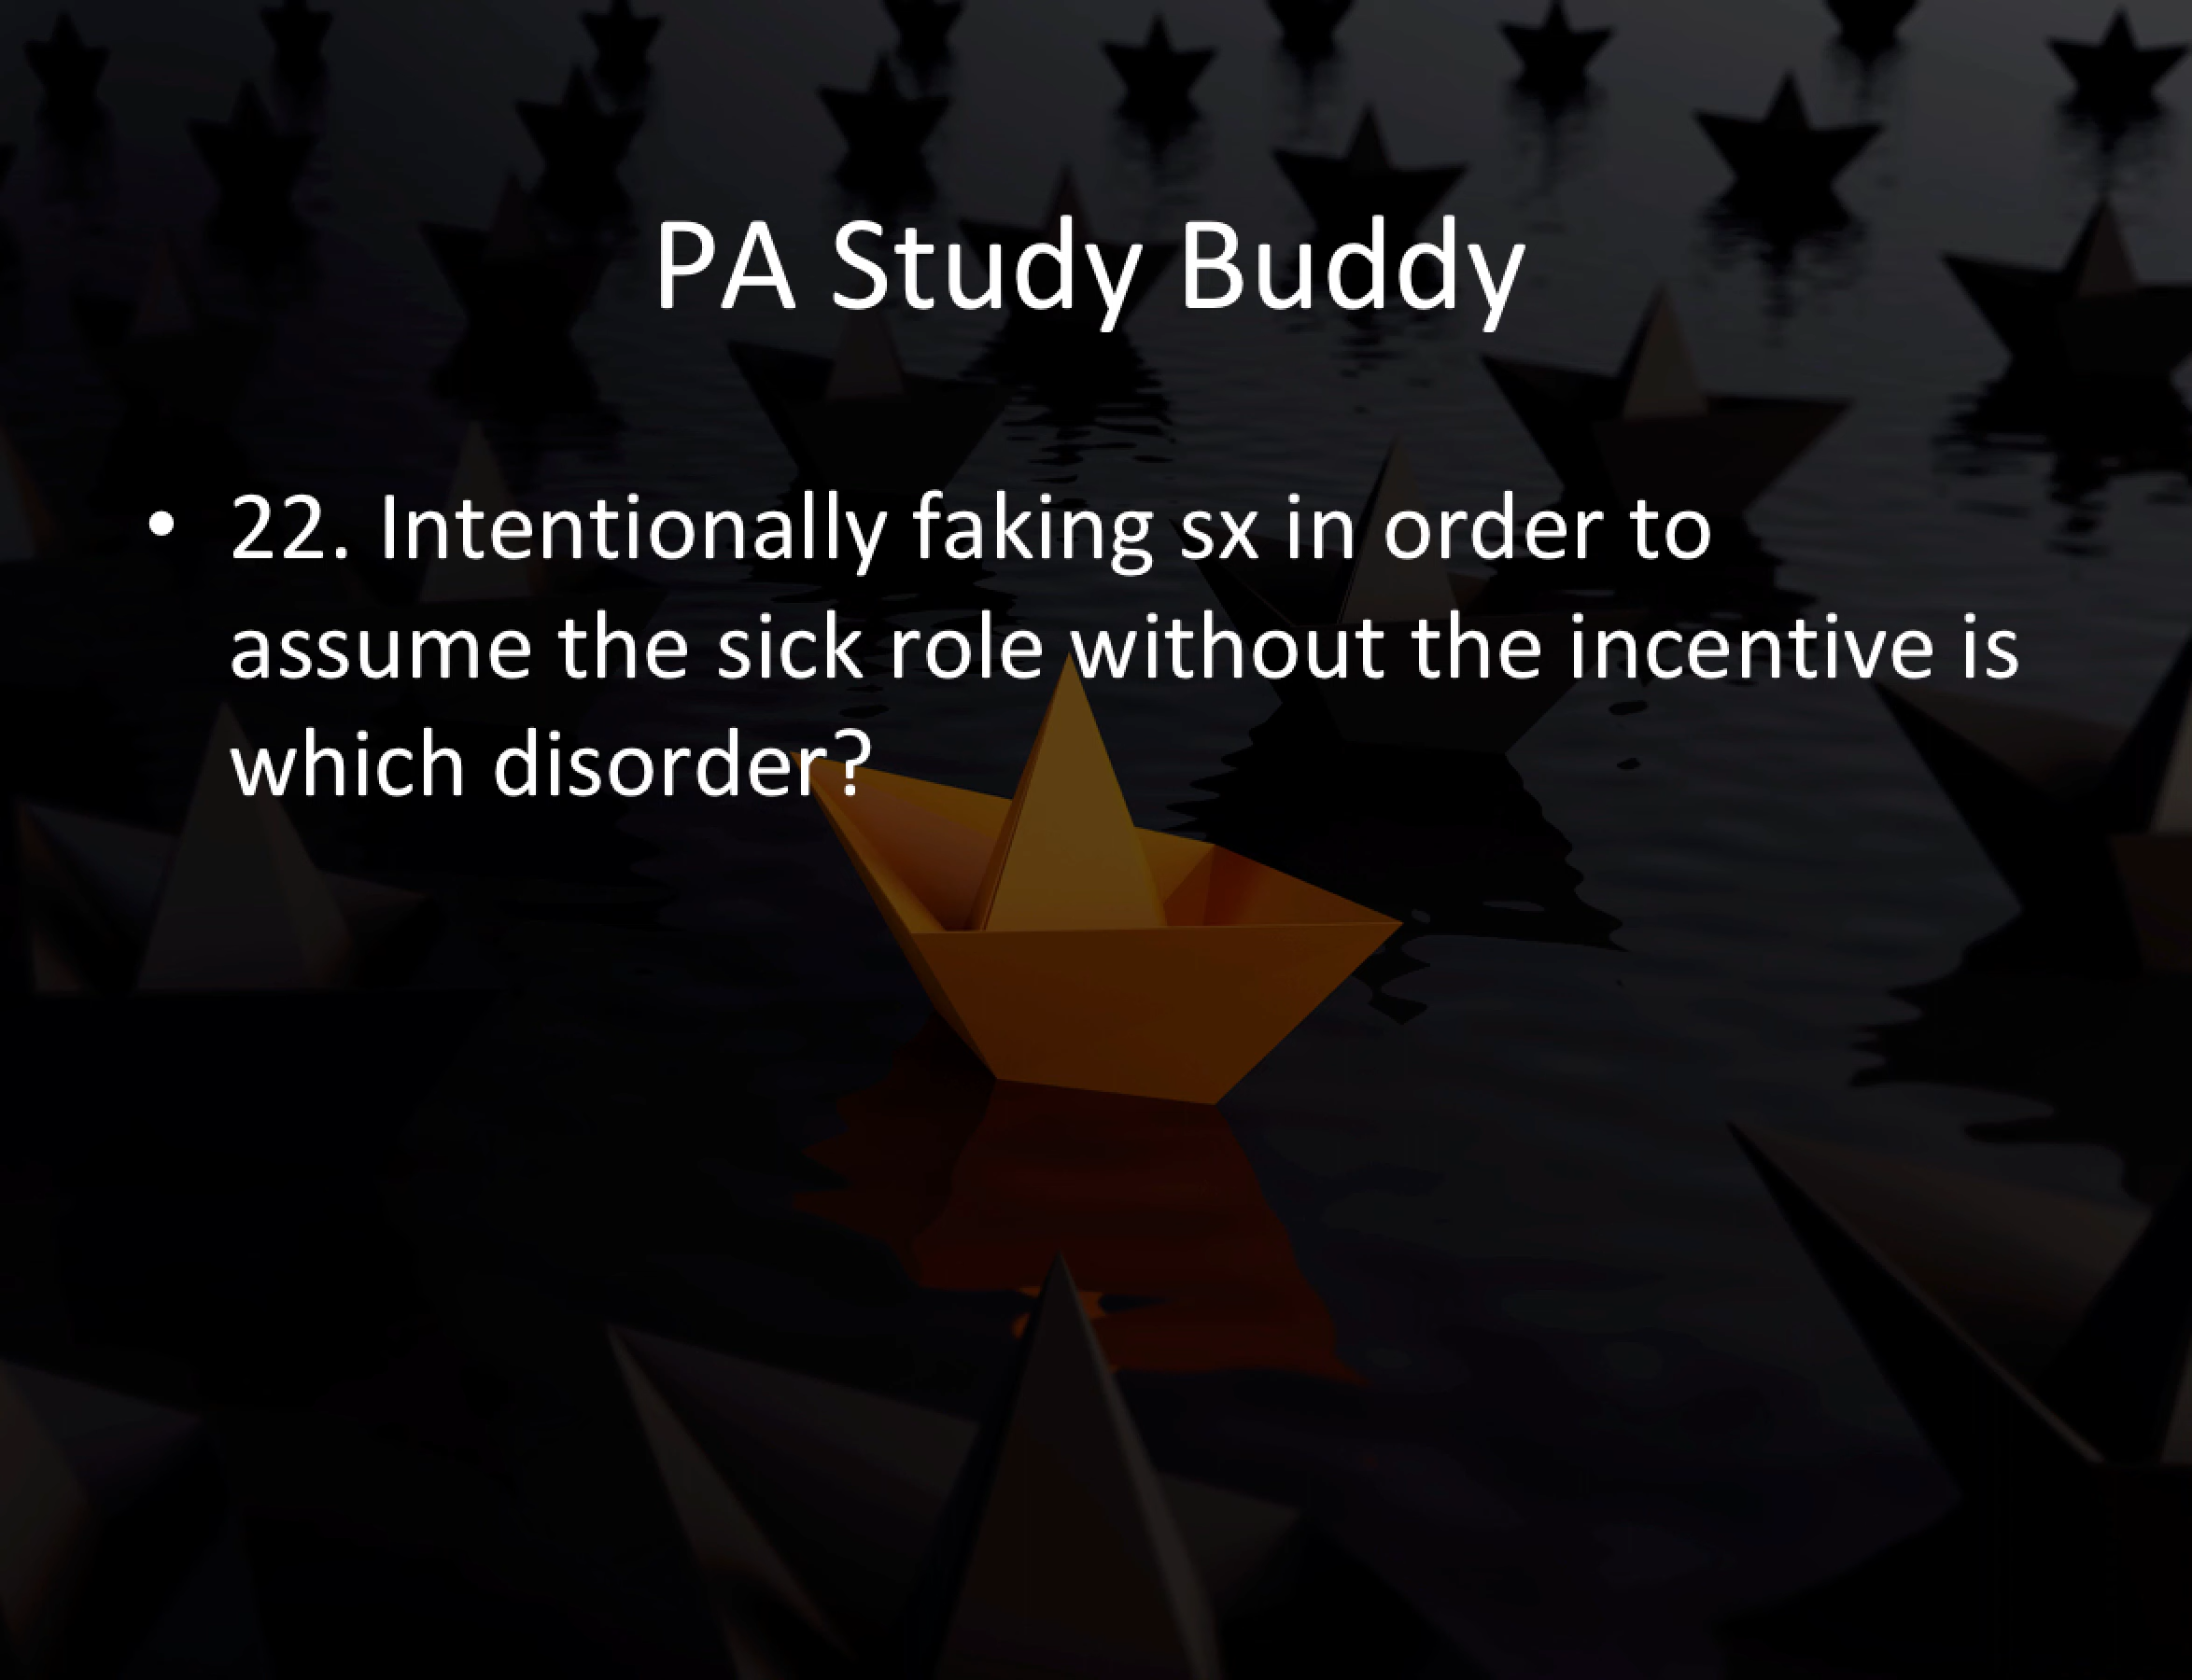 PA Study Buddy
• 22. Intentionally faking sx in order to
assume the sick role without the incentive is
which disorder?